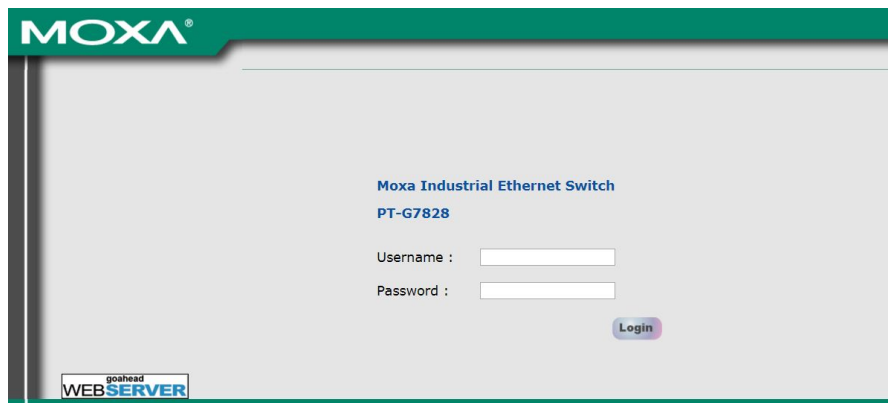 MOXA®
Moxa Industrial Ethernet Switch
PT-G7828
Username :
Password :
Login
goahead
WEBSERVER